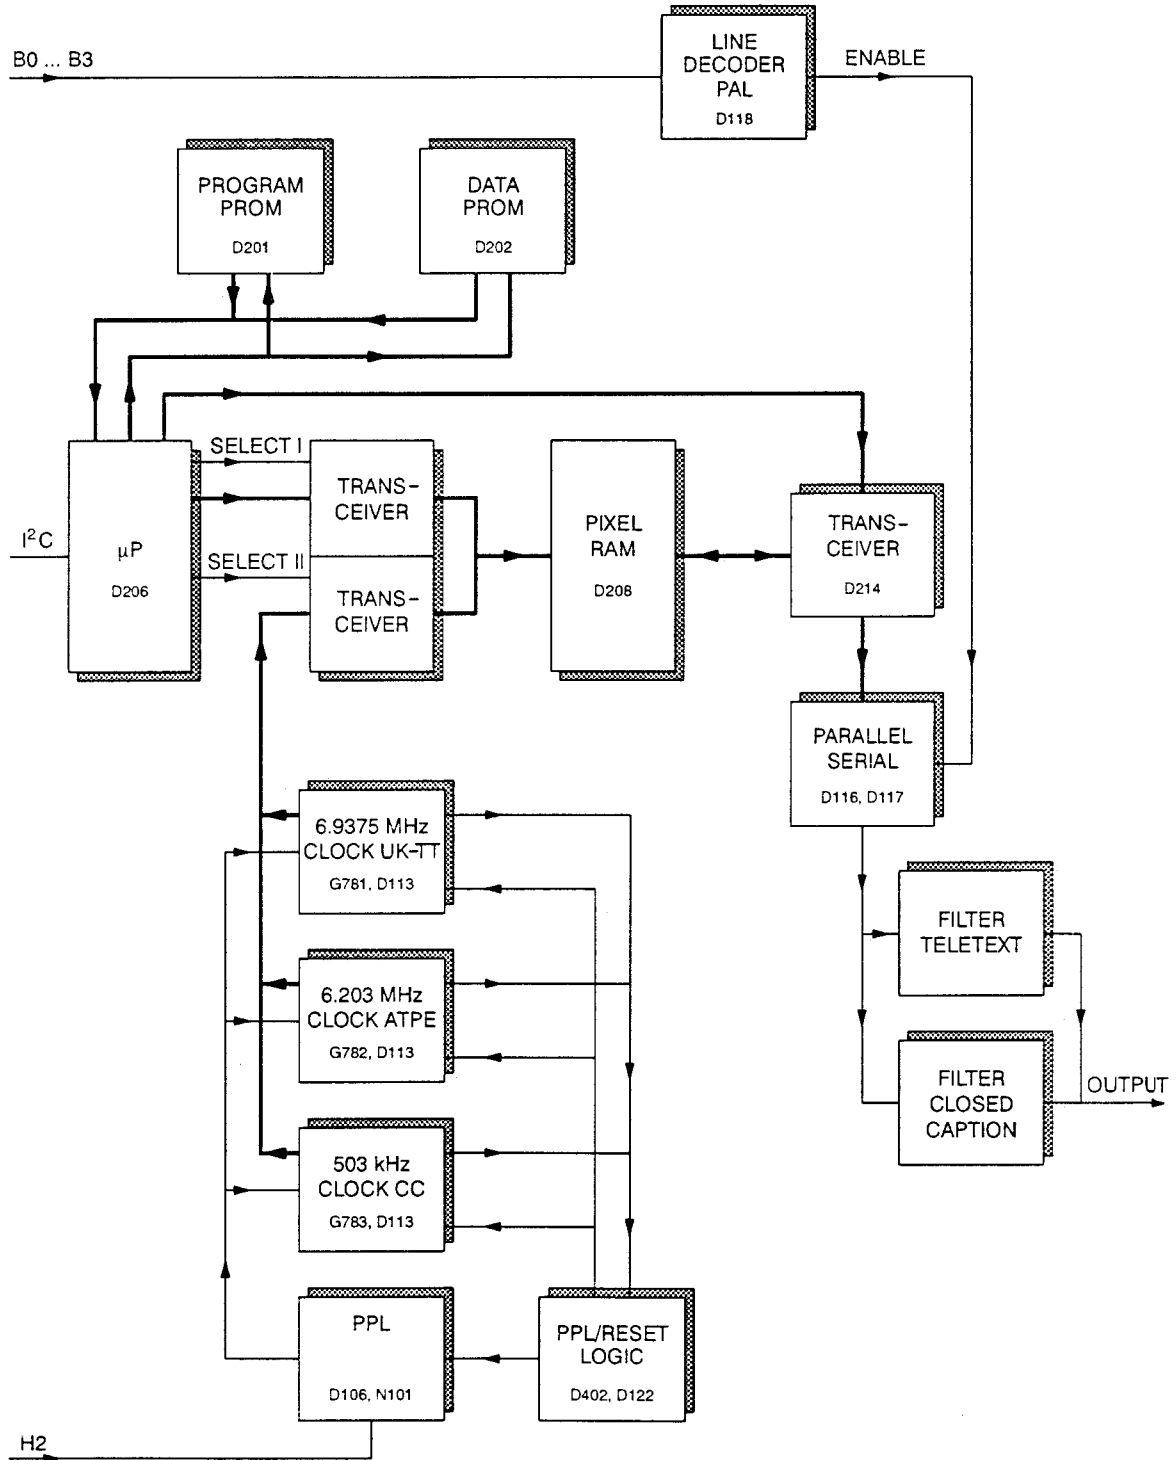 B0 ... B3
LINE
DECODER
PAL
D118
ENABLE
PROGRAM
PROM
D201
DATA
PROM
D202
SELECT I
I²C
µP
D206
SELECT II
TRANS-
CEIVER
TRANS-
CEIVER
PIXEL
RAM
D208
TRANS-
CEIVER
D214
PARALLEL
SERIAL
D116, D117
6.9375 MHz
CLOCK UK-TT
G781, D113
FILTER
TELETEXT
6.203 MHz
CLOCK ATPE
G782, D113
FILTER
CLOSED
CAPTION
OUTPUT
503 kHz
CLOCK CC
G783, D113
PPL
D106, N101
PPL/RESET
LOGIC
D402, D122
H2